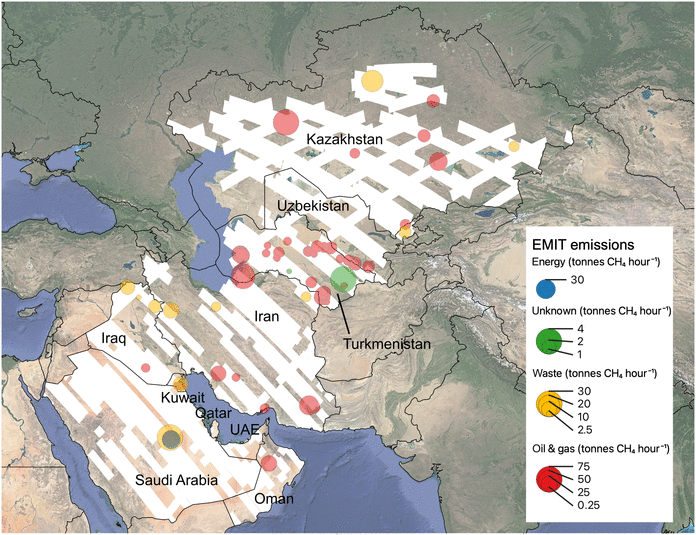 Kazakhstan
Uzbekistan
Iran
Turkmenistan
Iraq
Kuwait
Qatar
UAE
Saudi Arabia
Oman
EMIT emissions
Energy (tonnes CH₄ hour⁻¹)
30
Unknown (tonnes CH₄ hour⁻¹)
4
2
1
Waste (tonnes CH₄ hour⁻¹)
30
20
10
2.5
Oil & gas (tonnes CH₄ hour⁻¹)
75
50
25
0.25